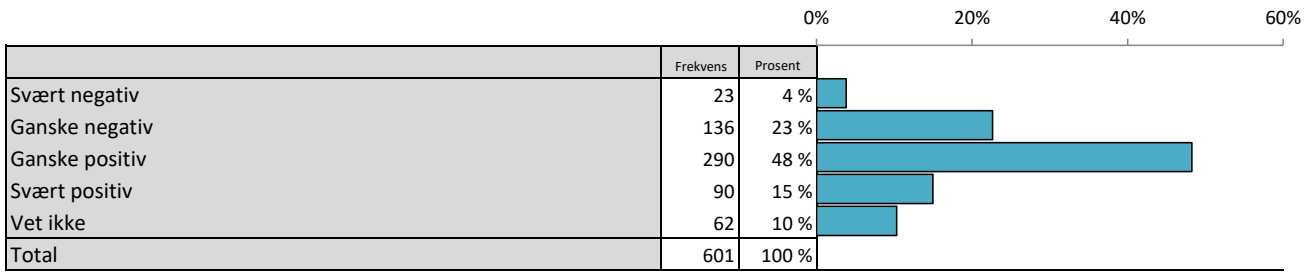 0% 20% 40% 60%
Frekvens Prosent
Svært negativ 23 4 %
Ganske negativ 136 23 %
Ganske positiv 290 48 %
Svært positiv 90 15 %
Vet ikke 62 10 %
Total 601 100 %